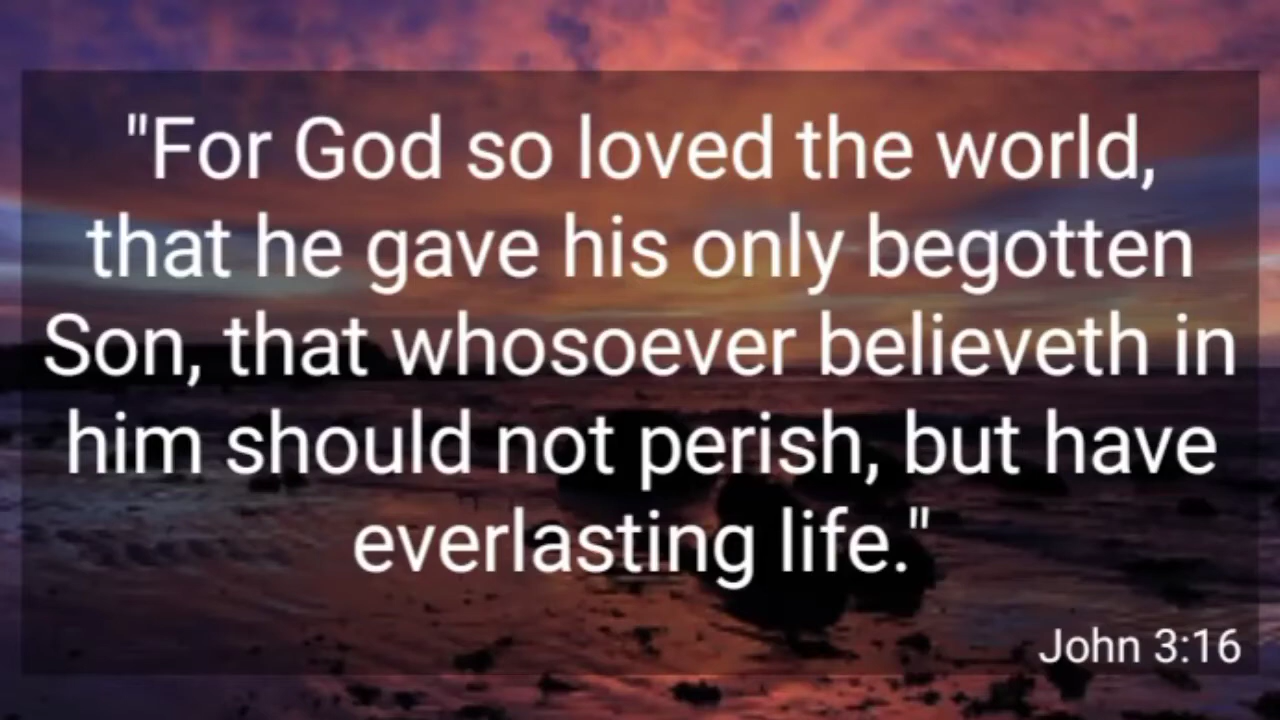 "For God so loved the world,
that he gave his only begotten
Son, that whosoever believeth in
him should not perish, but have
everlasting life."
John 3:16